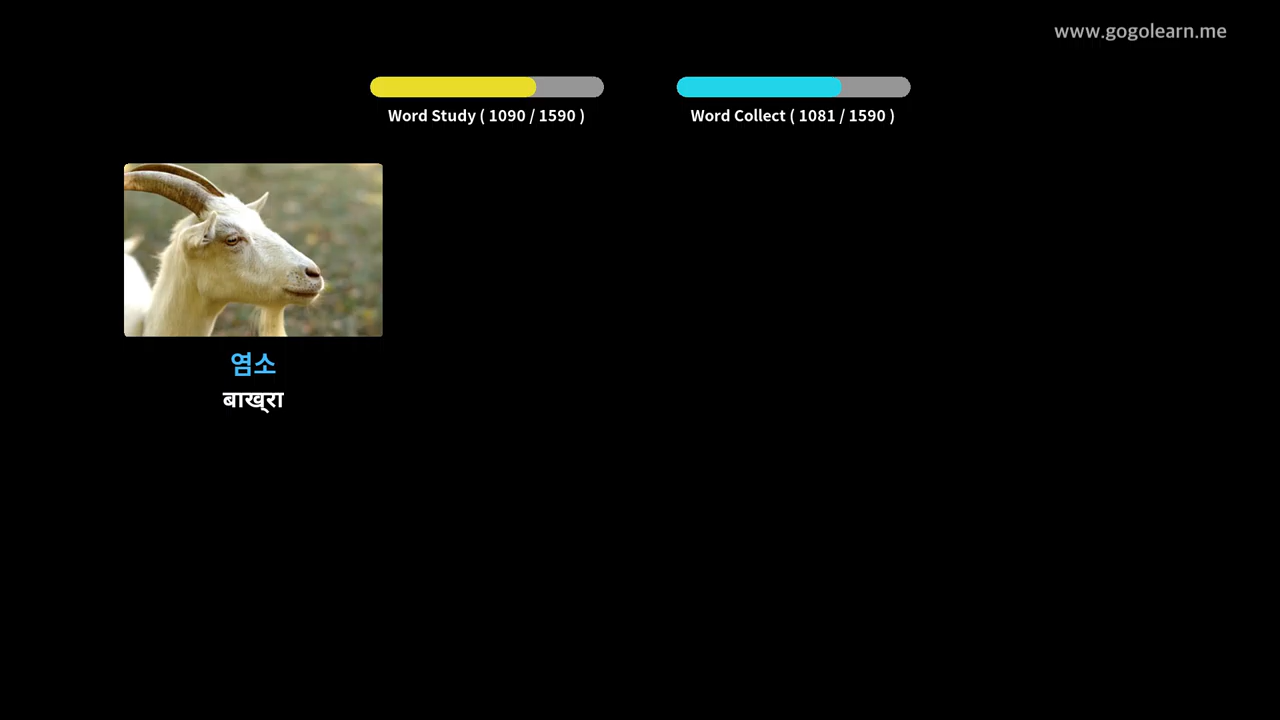 www.gogolearn.me
Word Study ( 1090 / 1590 )
Word Collect ( 1081 / 1590 )
염소
बाख्रा